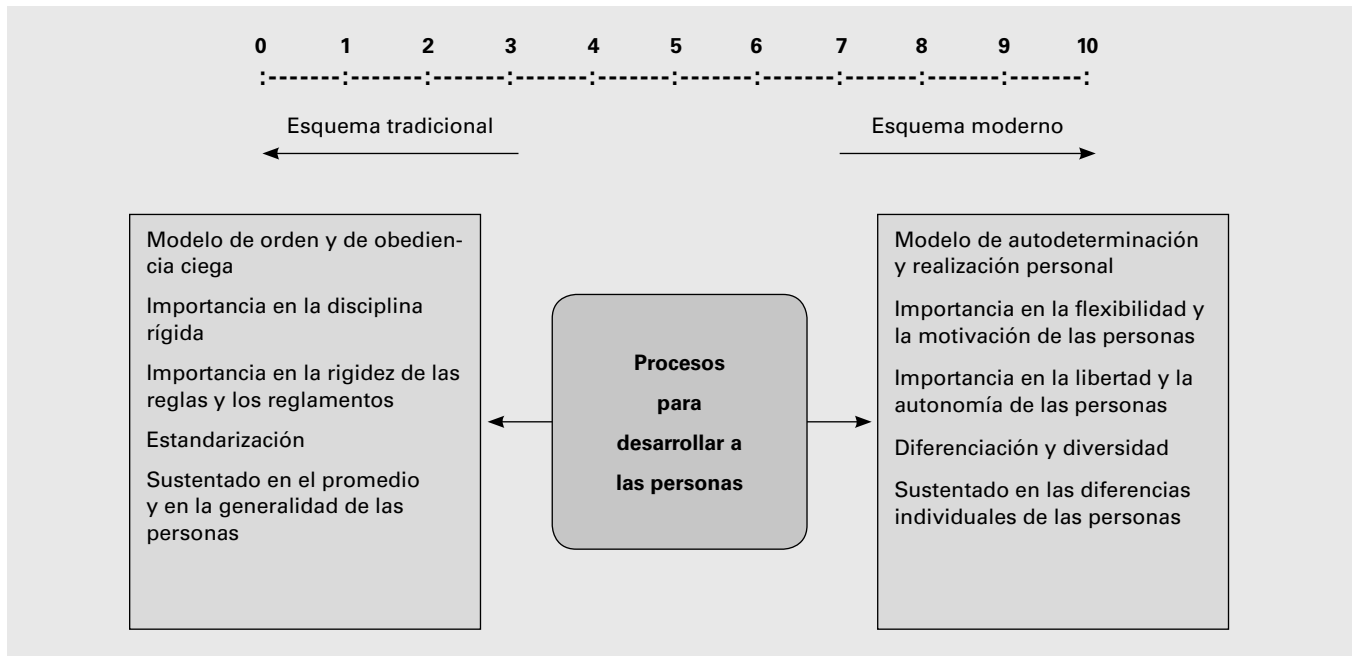 0 1 2 3 4 5 6 7 8 9 10
:-------:-------:-------:-------:-------:-------:-------:-------:-------:-------:
Esquema tradicional
Esquema moderno
Modelo de orden y de obedien-
cia ciega
Importancia en la disciplina
rígida
Importancia en la rigidez de las
reglas y los reglamentos
Estandarización
Sustentado en el promedio
y en la generalidad de las
personas
Procesos
para
desarrollar a
las personas
Modelo de autodeterminación
y realización personal
Importancia en la flexibilidad y
la motivación de las personas
Importancia en la libertad y la
autonomía de las personas
Diferenciación y diversidad
Sustentado en las diferencias
individuales de las personas